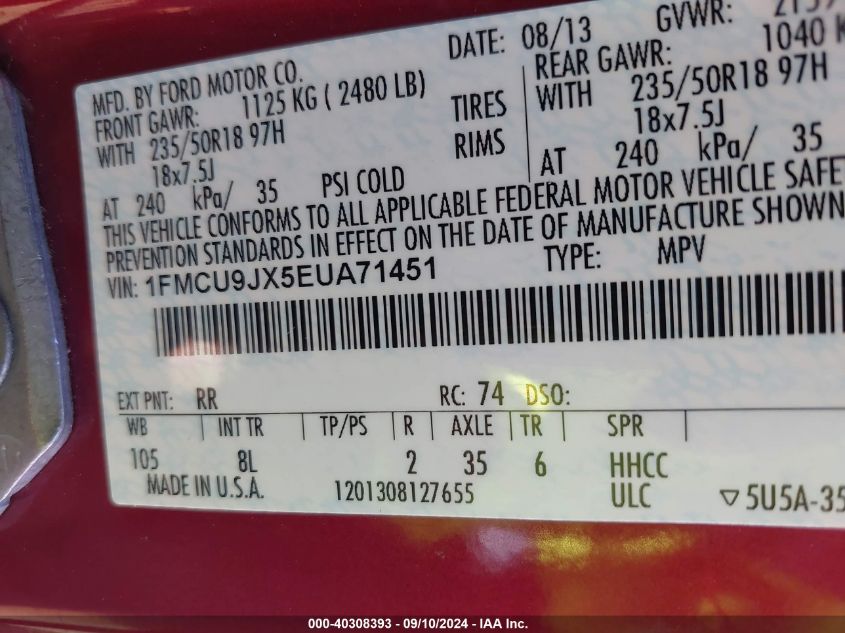 MFD. BY FORD MOTOR CO. DATE: 08/13 GVWR:
FRONT GAWR: 1125 KG ( 2480 LB) REAR GAWR: 1040 K
WITH 235/50R18 97H TIRES WITH 235/50R18 97H
18x7.5J RIMS 18x7.5J
AT 240 kPa/ 35 PSI COLD AT 240 kPa/ 35
THIS VEHICLE CONFORMS TO ALL APPLICABLE FEDERAL MOTOR VEHICLE SAFE
PREVENTION STANDARDS IN EFFECT ON THE DATE OF MANUFACTURE SHOWN
VIN: 1FMCU9JX5EUA71451 TYPE: MPV
EXT PNT: RR RC: 74 DSO:
WB INT TR TP/PS R AXLE TR SPR
105 8L 2 35 6 HHCC
MADE IN U.S.A. 1201308127655 ULC ▽5U5A-35
000-40308393 - 09/10/2024 - IAA Inc.